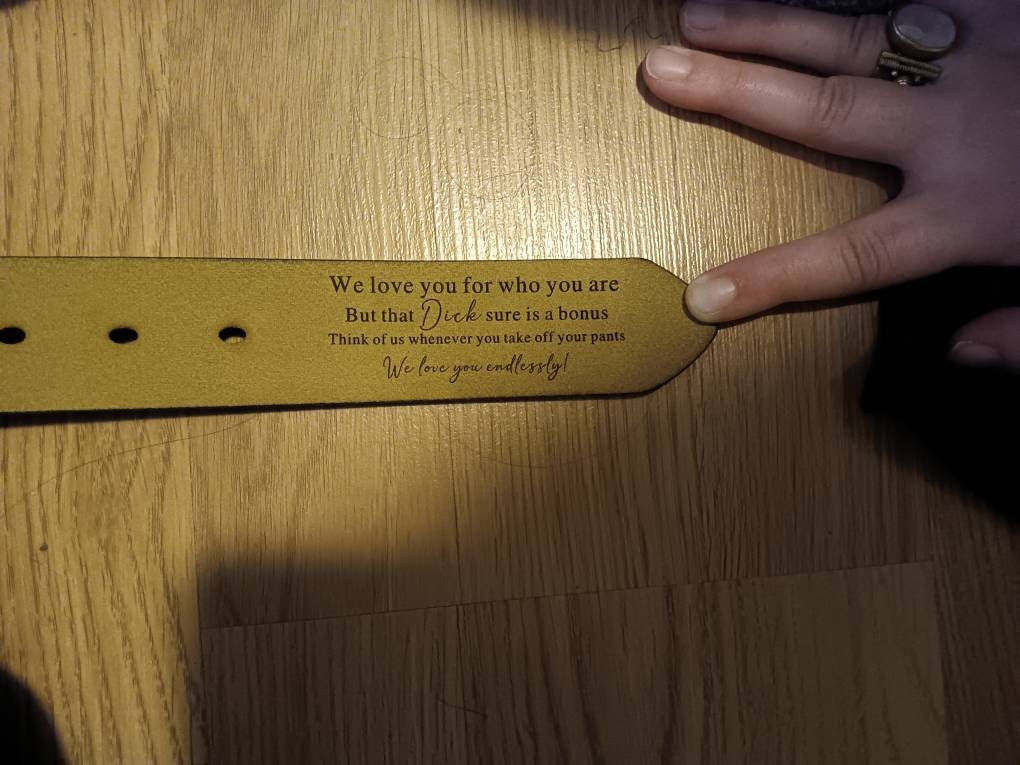 We love you for who you are
But that Dick sure is a bonus
Think of us whenever you take off your pants
We love you endlessly!